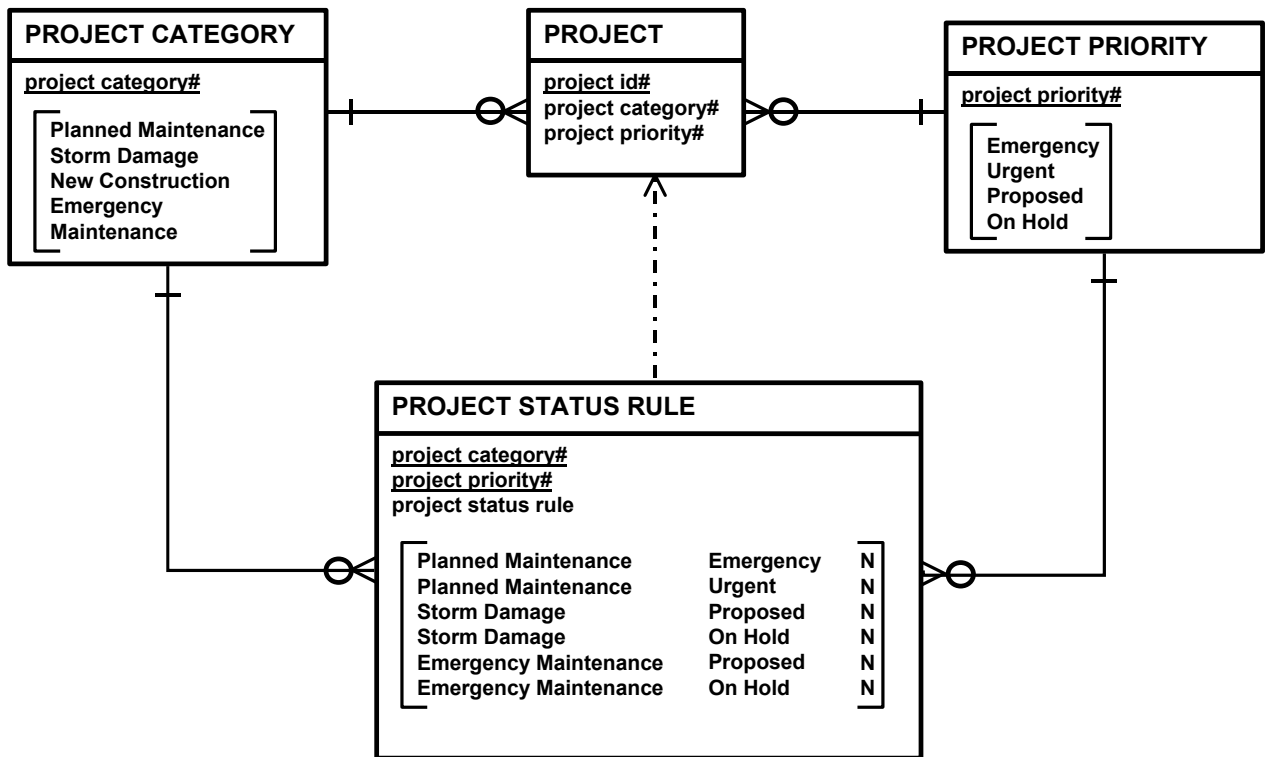 PROJECT CATEGORY
project category#
Planned Maintenance
Storm Damage
New Construction
Emergency
Maintenance
PROJECT
project id#
project category#
project priority#
PROJECT PRIORITY
project priority#
Emergency
Urgent
Proposed
On Hold
PROJECT STATUS RULE
project category#
project priority#
project status rule
Planned Maintenance Emergency N
Planned Maintenance Urgent N
Storm Damage Proposed N
Storm Damage On Hold N
Emergency Maintenance Proposed N
Emergency Maintenance On Hold N